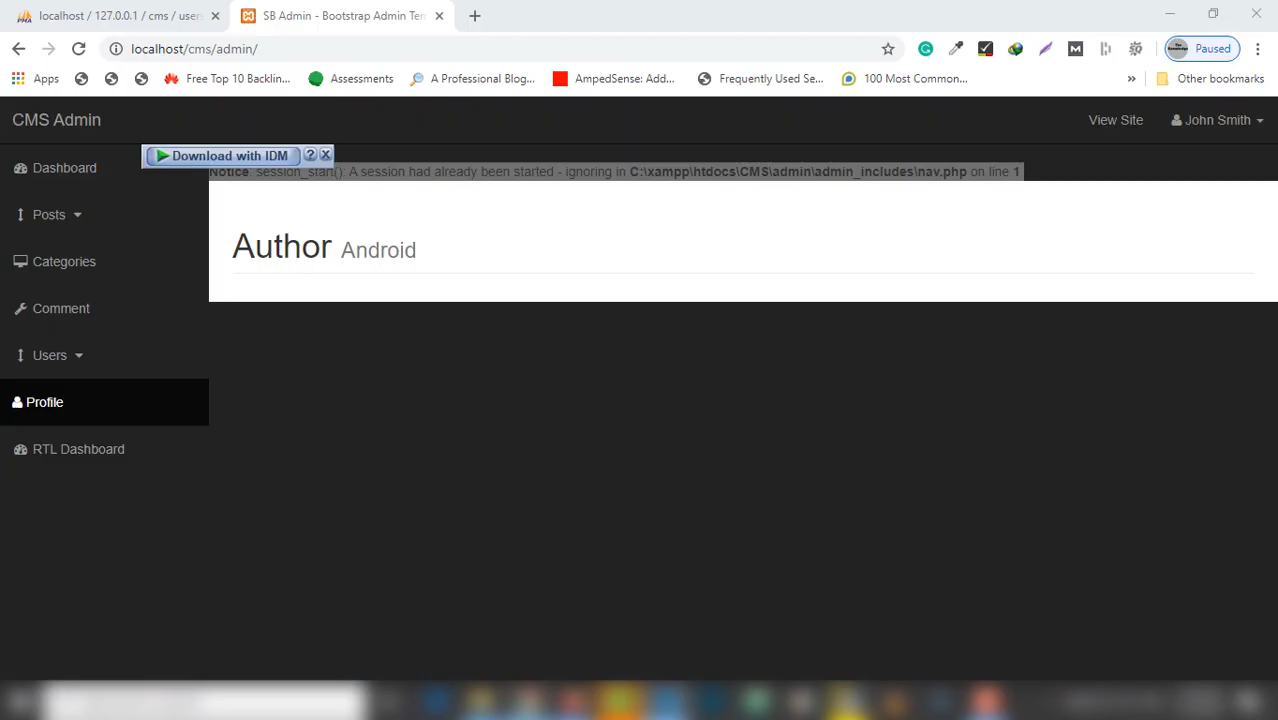 localhost / 127.0.0.1 / cms / users
SB Admin - Bootstrap Admin Tem
localhost/cms/admin/
M
Paused
Apps
Free Top 10 Backlin...
Assessments
A Professional Blog...
AmpedSense: Add...
Frequently Used Se...
100 Most Common...
»
Other bookmarks
CMS Admin
View Site
John Smith
Download with IDM
?
Notice: session_start(): A session had already been started - ignoring in C:\xampp\htdocs\CMS\admin\admin_includes\nav.php on line 1
Dashboard
Posts
Categories
Comment
Users
Profile
RTL Dashboard
Author Android